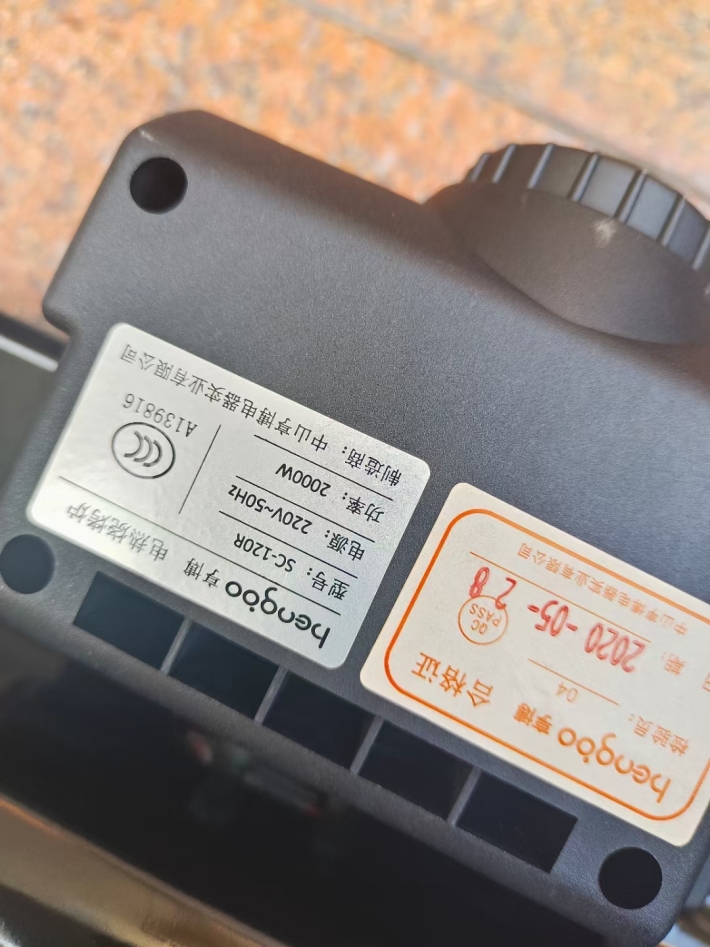 hengbo 亨博 电热烧烤炉
型号：SC-120R
电源：220V~50Hz
功率：2000W
CCC
A139816
制造商：中山亨博电器实业有限公司
hengbo 亨博 合格证
检验员：04
QC
PASS
期：2020-05-28
中山亨博电器实业有限公司